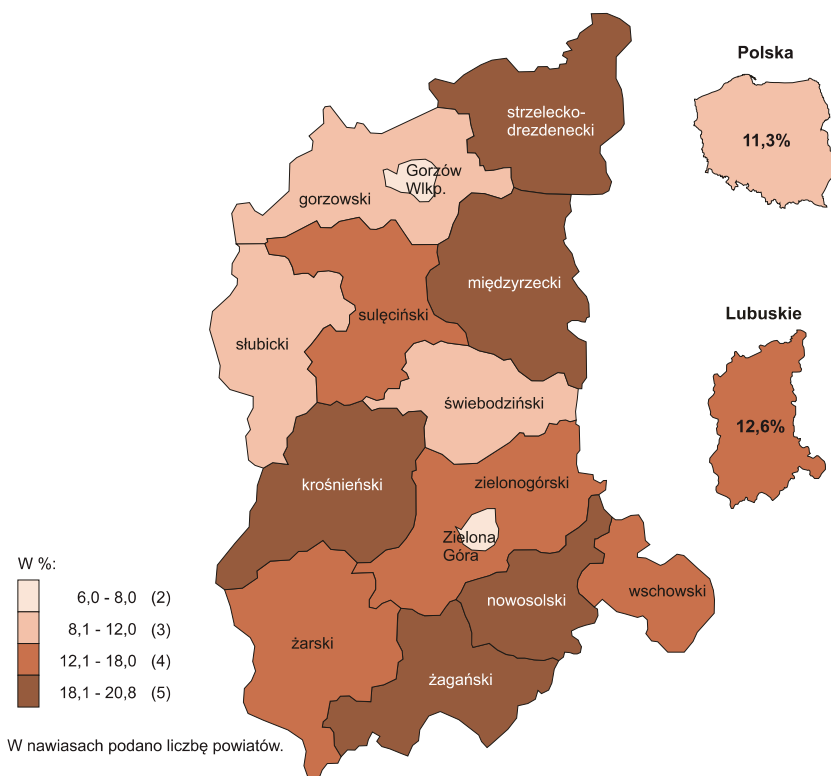 Polska
strzelecko-
drezdenecki
11,3%
Gorzów
Wlkp.
gorzowski
międzyrzecki
Lubuskie
sulęciński
słubicki
świebodziński
12,6%
krośnieński
zielonogórski
Zielona
Góra
W %:
6,0 - 8,0 (2)
8,1 - 12,0 (3)
12,1 - 18,0 (4)
18,1 - 20,8 (5)
nowosolski
wschowski
żarski
żagański
W nawiasach podano liczbę powiatów.